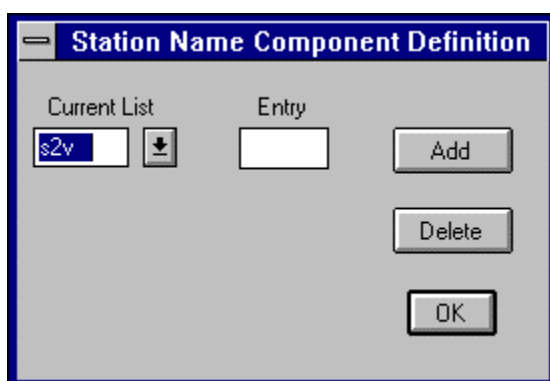 Station Name Component Definition
Current List Entry
s2v
Add
Delete
OK